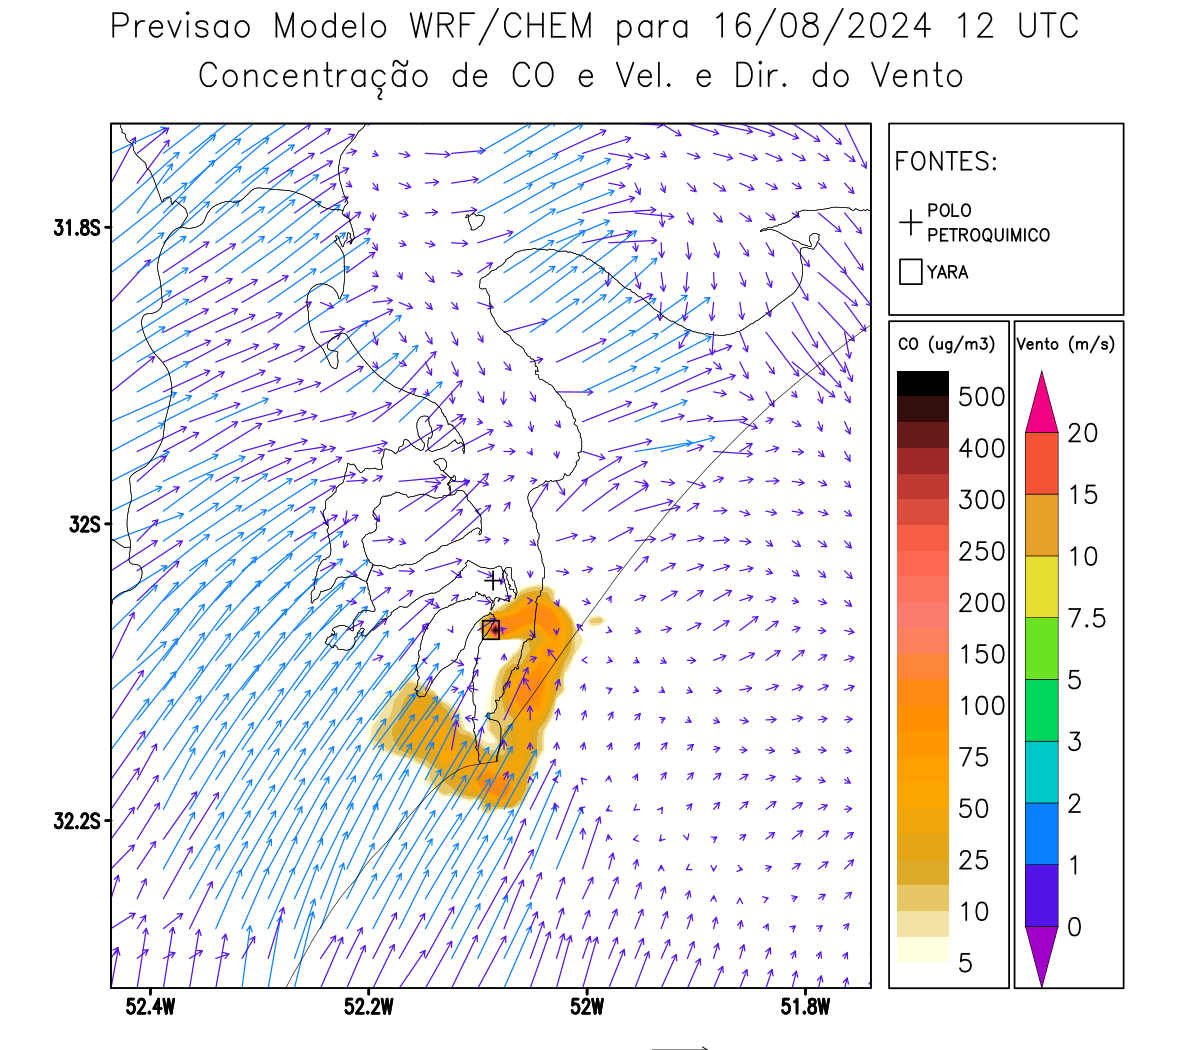 Previsao Modelo WRF/CHEM para 16/08/2024 12 UTC
Concentração de CO e Vel. e Dir. do Vento
FONTES:
POLO
PETROQUIMICO
YARA
31.8S
32S
32.2S
52.4W
52.2W
52W
51.8W
CO (ug/m3)
500
400
300
250
200
150
100
75
50
25
10
5
Vento (m/s)
20
15
10
7.5
5
3
2
1
0